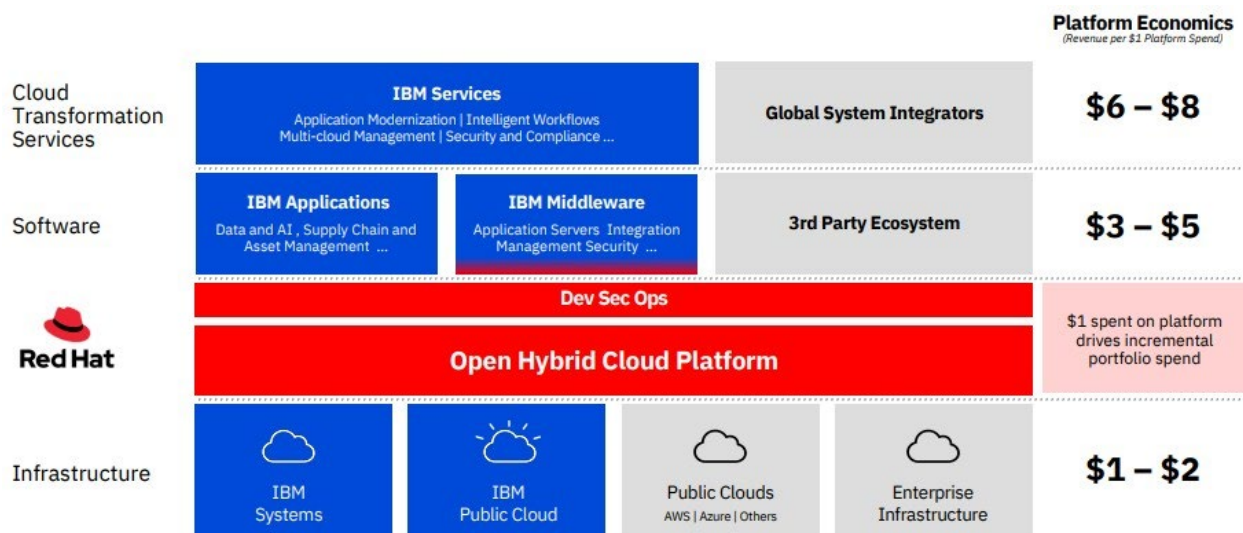 Platform Economics
(Revenue per $1 Platform Spend)
Cloud
Transformation
Services
IBM Services
Application Modernization | Intelligent Workflows
Multi-cloud Management | Security and Compliance ...
Global System Integrators
$6 – $8
Software
IBM Applications
Data and AI , Supply Chain and
Asset Management ...
IBM Middleware
Application Servers Integration
Management Security ...
3rd Party Ecosystem
$3 – $5
Red Hat
Dev Sec Ops
Open Hybrid Cloud Platform
$1 spent on platform
drives incremental
portfolio spend
Infrastructure
IBM
Systems
IBM
Public Cloud
Public Clouds
AWS | Azure | Others
Enterprise
Infrastructure
$1 – $2